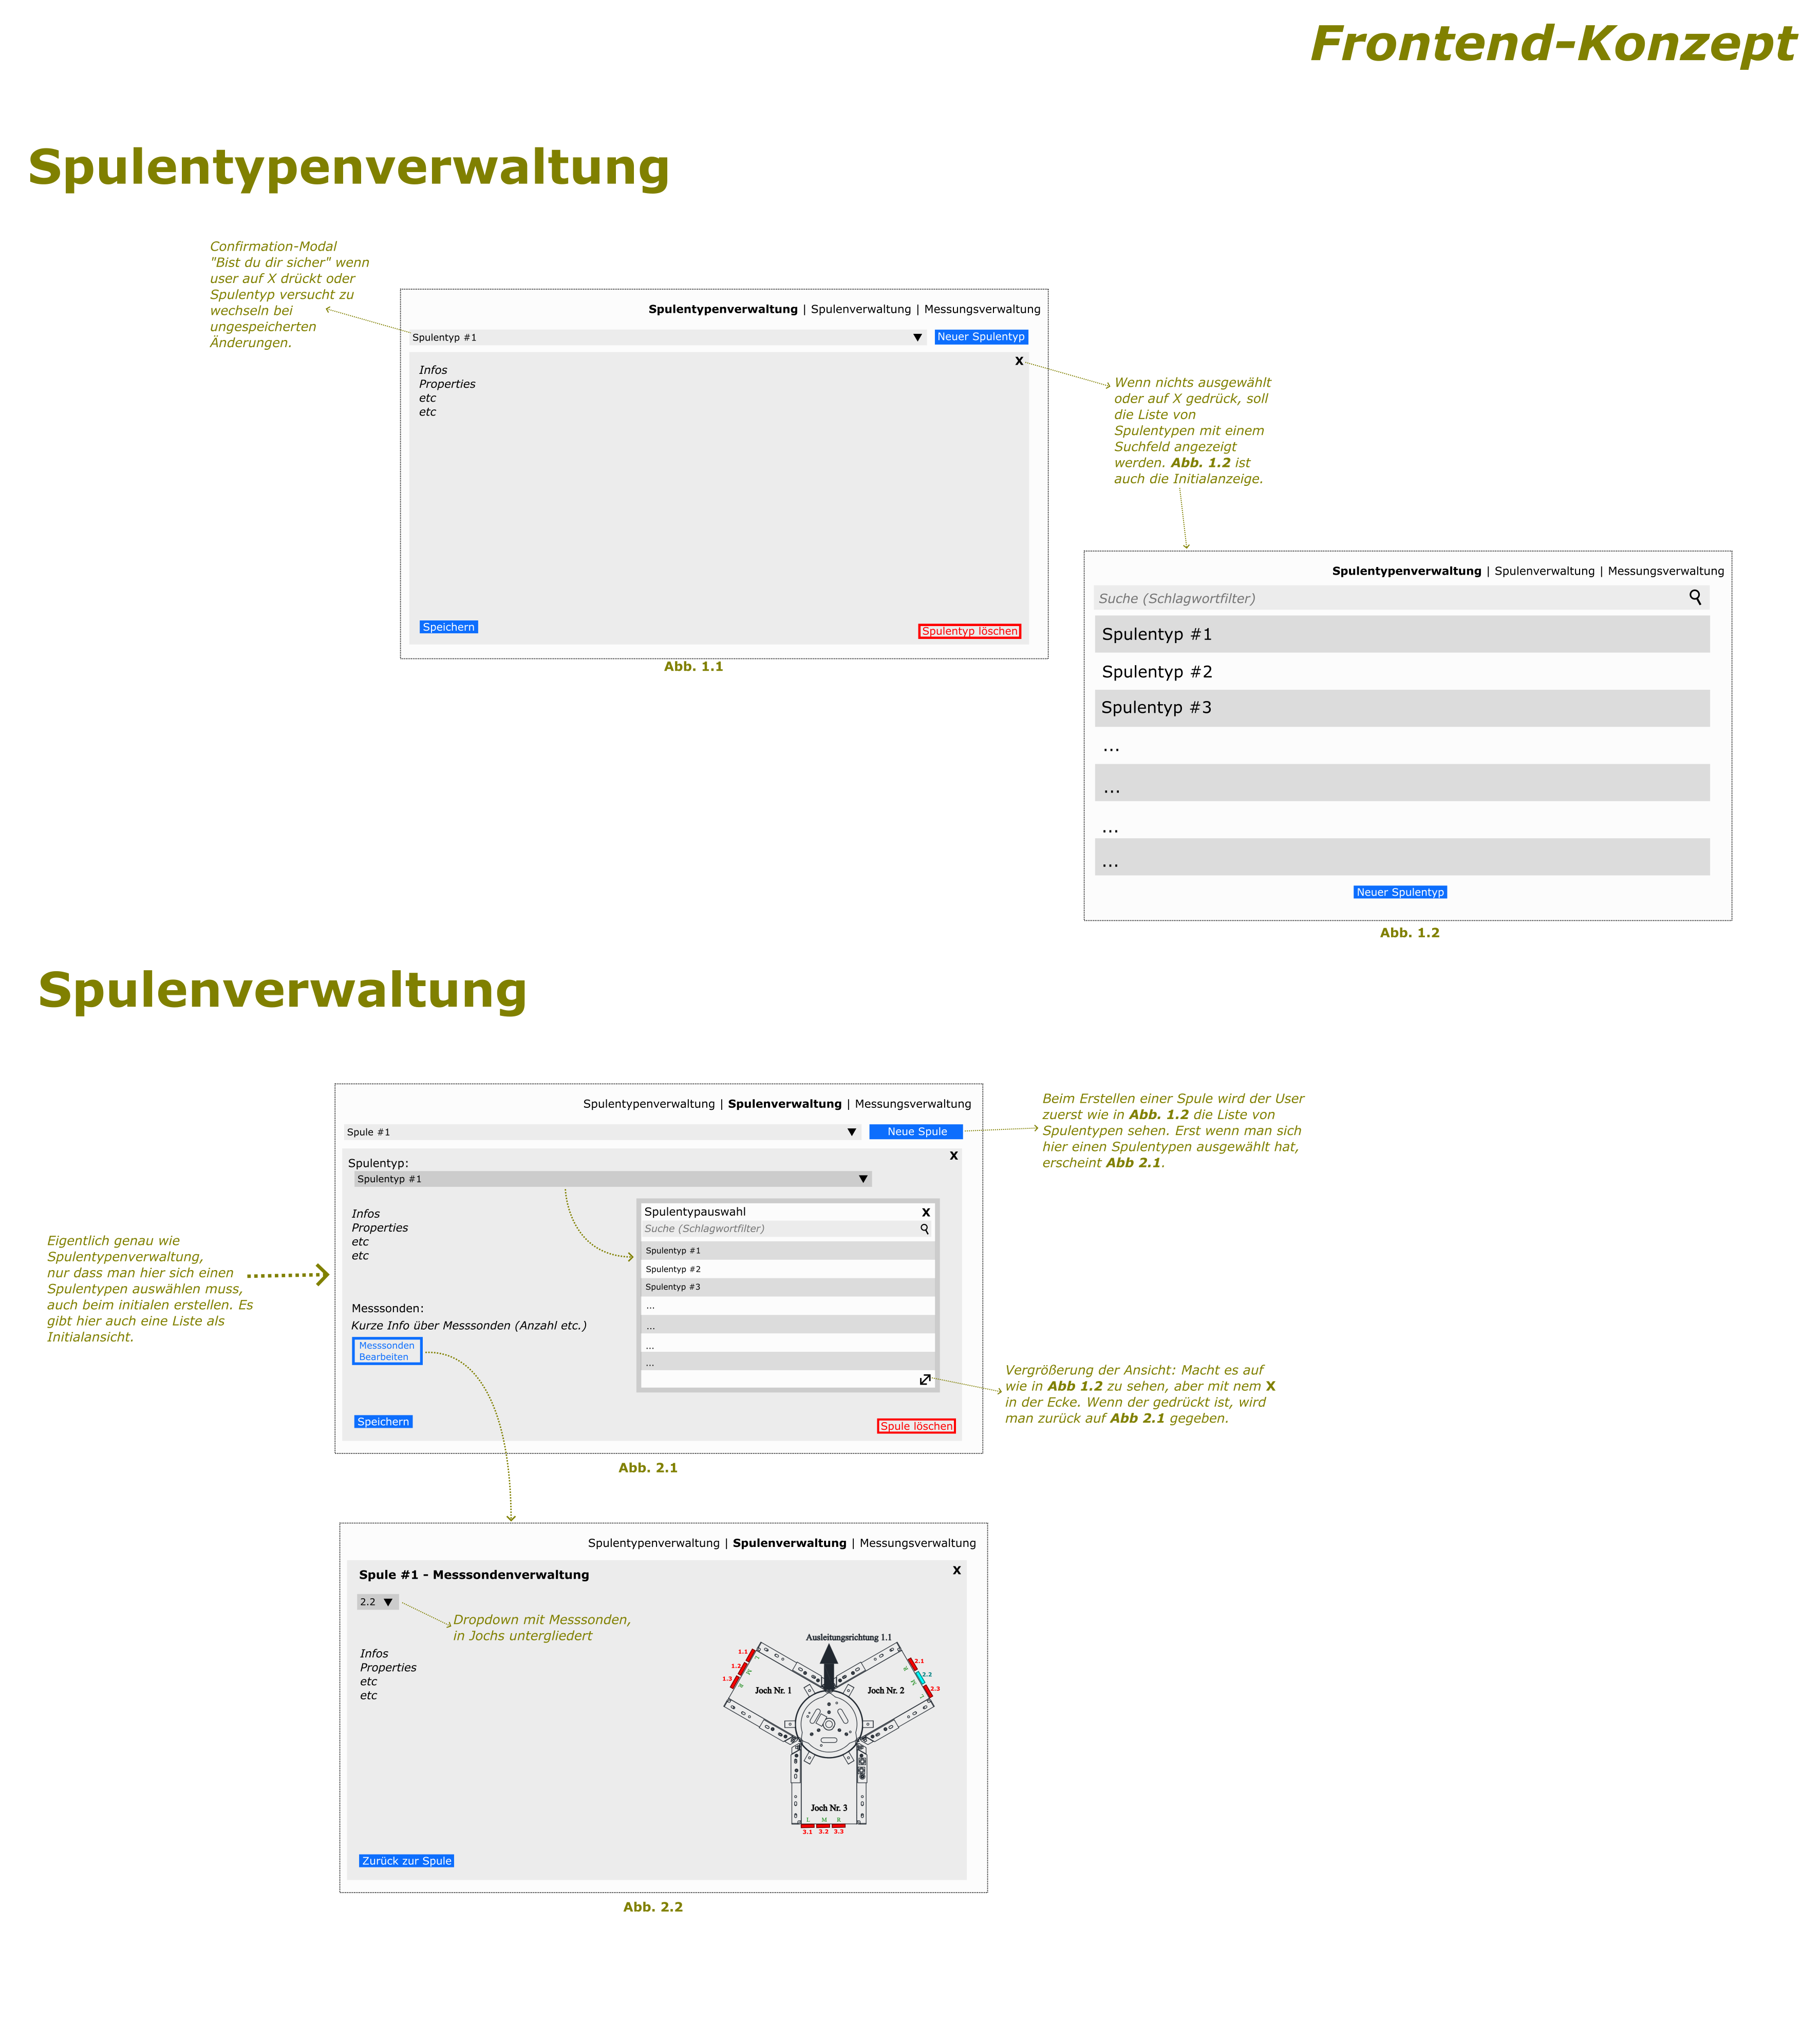 Frontend-Konzept
Spulentypenverwaltung
Confirmation-Modal
"Bist du dir sicher" wenn
user auf X drückt oder
Spulentyp versucht zu
wechseln bei
ungespeicherten
Änderungen.
Spulentypenverwaltung | Spulenverwaltung | Messungsverwaltung
Spulentyp #1
Neuer Spulentyp
X
Infos
Properties
etc
etc
Speichern
Spulentyp löschen
Abb. 1.1
Wenn nichts ausgewählt
oder auf X gedrück, soll
die Liste von
Spulentypen mit einem
Suchfeld angezeigt
werden. Abb. 1.2 ist
auch die Initialanzeige.
Spulentypenverwaltung | Spulenverwaltung | Messungsverwaltung
Suche (Schlagwortfilter)
Spulentyp #1
Spulentyp #2
Spulentyp #3
...
...
...
...
Neuer Spulentyp
Abb. 1.2
Spulenverwaltung
Spulentypenverwaltung | Spulenverwaltung | Messungsverwaltung
Spule #1
Neue Spule
X
Spulentyp:
Spulentyp #1
Infos
Properties
etc
etc
Spulentypauswahl
X
Suche (Schlagwortfilter)
Spulentyp #1
Spulentyp #2
Spulentyp #3
...
...
...
...
Messsonden:
Kurze Info über Messsonden (Anzahl etc.)
Messsonden
Bearbeiten
Speichern
Spule löschen
Abb. 2.1
Beim Erstellen einer Spule wird der User
zuerst wie in Abb. 1.2 die Liste von
Spulentypen sehen. Erst wenn man sich
hier einen Spulentypen ausgewählt hat,
erscheint Abb 2.1.
Eigentlich genau wie
Spulentypenverwaltung,
nur dass man hier sich einen
Spulentypen auswählen muss,
auch beim initialen erstellen. Es
gibt hier auch eine Liste als
Initialansicht.
Vergrößerung der Ansicht: Macht es auf
wie in Abb 1.2 zu sehen, aber mit nem X
in der Ecke. Wenn der gedrückt ist, wird
man zurück auf Abb 2.1 gegeben.
Spulentypenverwaltung | Spulenverwaltung | Messungsverwaltung
Spule #1 - Messsondenverwaltung
X
2.2
Dropdown mit Messsonden,
in Jochs untergliedert
Infos
Properties
etc
etc
Ausleitungsrichtung 1.1
1.1
1.2
1.3
L
M
R
Joch Nr. 1
Joch Nr. 2
R
M
L
2.1
2.2
2.3
Joch Nr. 3
L M R
3.1 3.2 3.3
Zurück zur Spule
Abb. 2.2